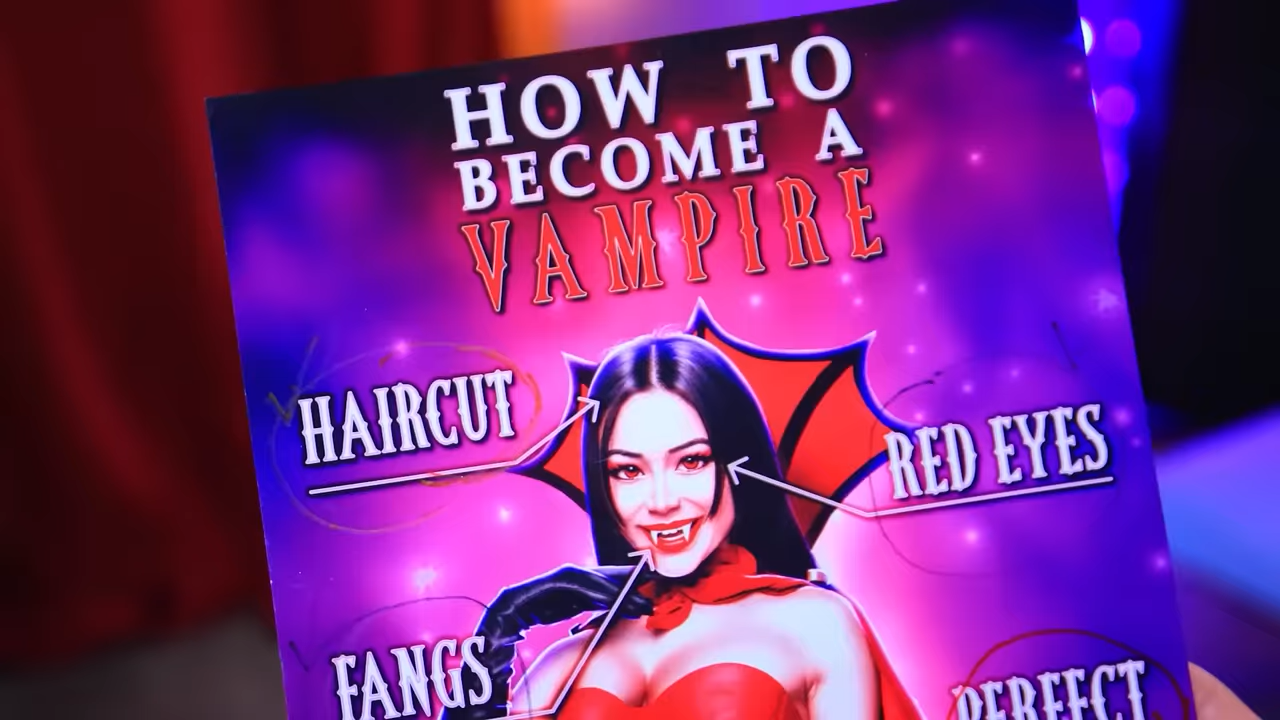 HOW TO
BECOME A
VAMPIRE
HAIRCUT
RED EYES
FANGS
PERFECT